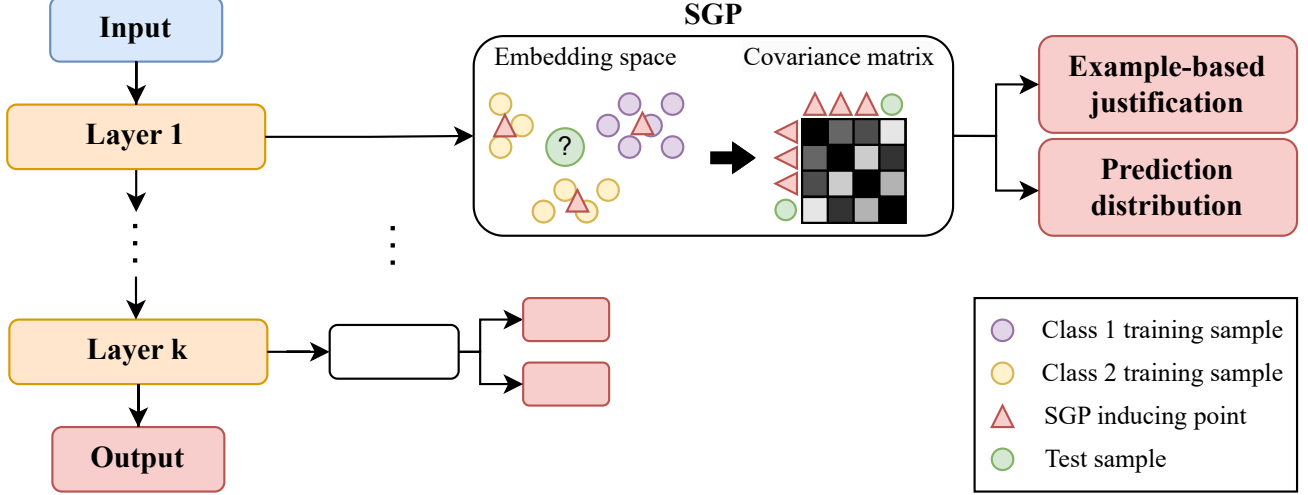 SGP
Input
Embedding space
Covariance matrix
Example-based
justification
Layer 1
?
Prediction
distribution
Layer k
Class 1 training sample
Class 2 training sample
SGP inducing point
Test sample
Output